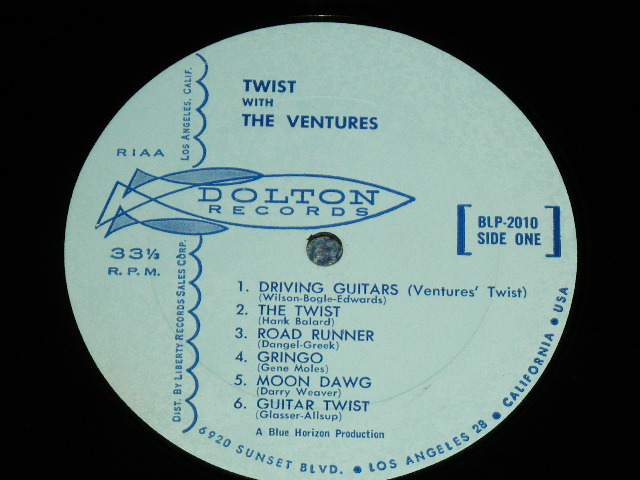 TWIST
WITH
THE VENTURES
LOS ANGELES, CALIF.
RIAA
DOLTON
RECORDS
33⅓
R.P.M.
BLP-2010
SIDE ONE
DIST. BY LIBERTY RECORDS SALES CORP.
1. DRIVING GUITARS (Ventures' Twist)
(Wilson-Bogle-Edwards)
2. THE TWIST
(Hank Balard)
3. ROAD RUNNER
(Dangel-Greek)
4. GRINGO
(Gene Moles)
5. MOON DAWG
(Darry Weaver)
6. GUITAR TWIST
(Glasser-Allsup)
A Blue Horizon Production
6920 SUNSET BLVD. • LOS ANGELES 28 • CALIFORNIA • USA